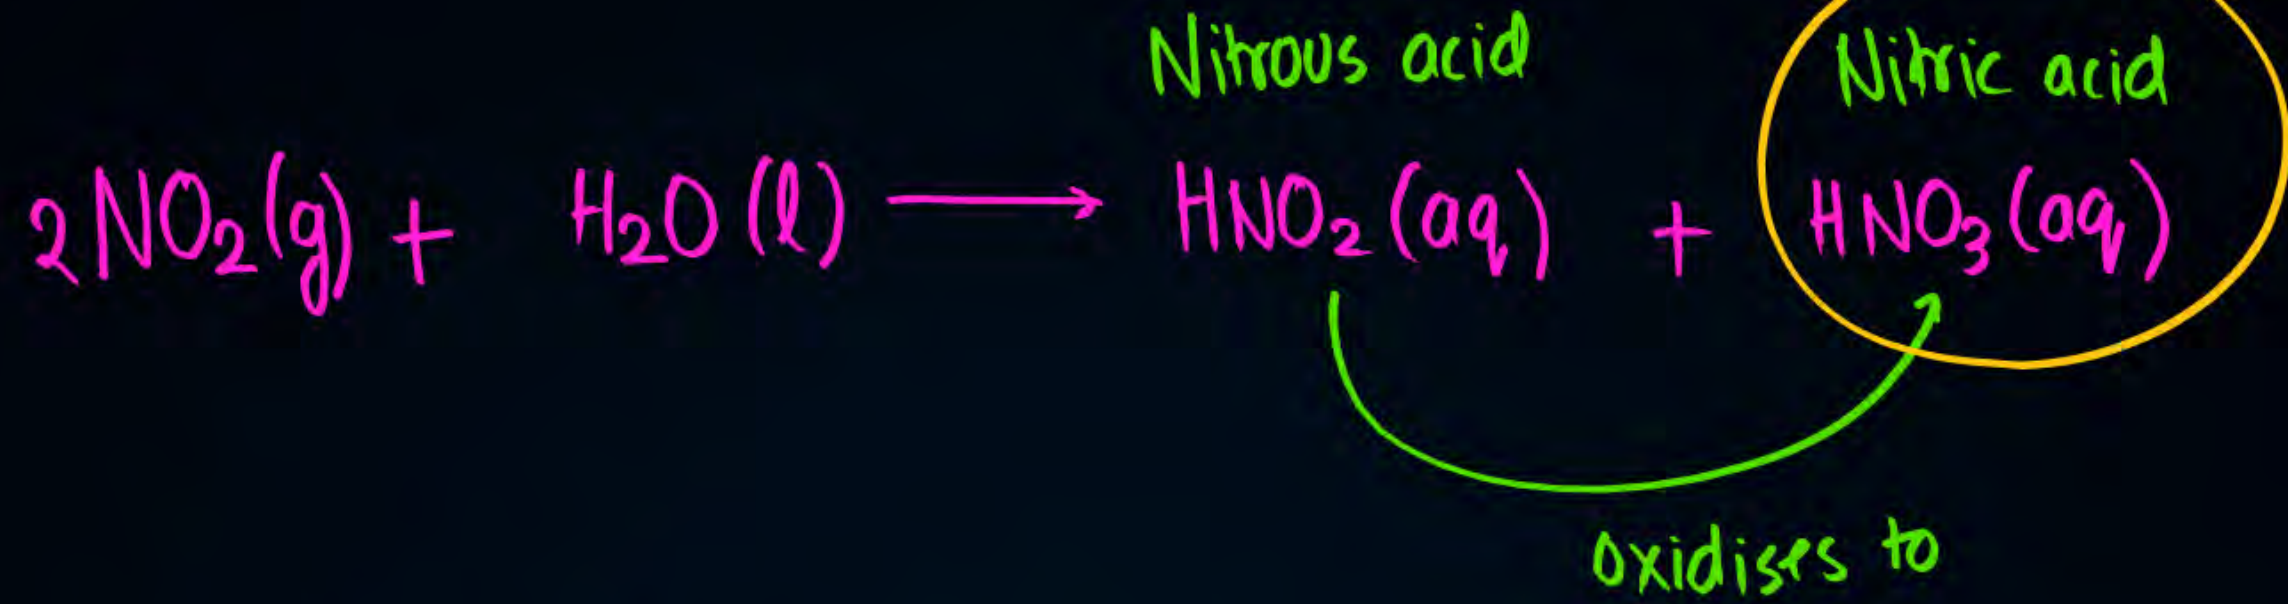 Nitrous acid Nitric acid
2NO₂(g) + H₂O (l) ⟶ HNO₂ (aq) + HNO₃ (aq)
oxidises to